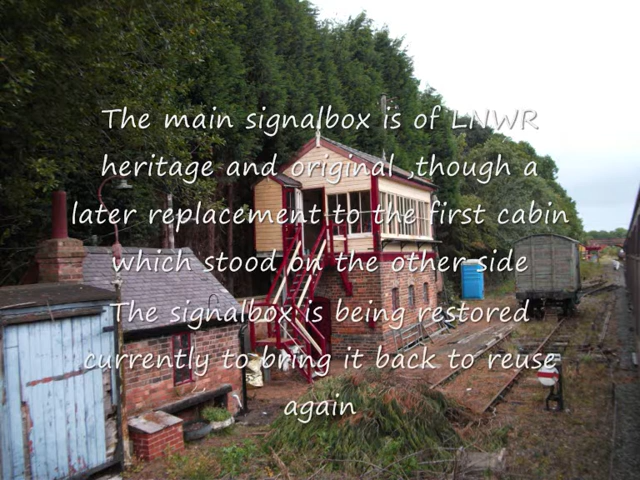 The main signalbox is of LNWR
heritage and original ,though a
later replacement to the first cabin
which stood on the other side
The signalbox is being restored
currently to bring it back to reuse
again